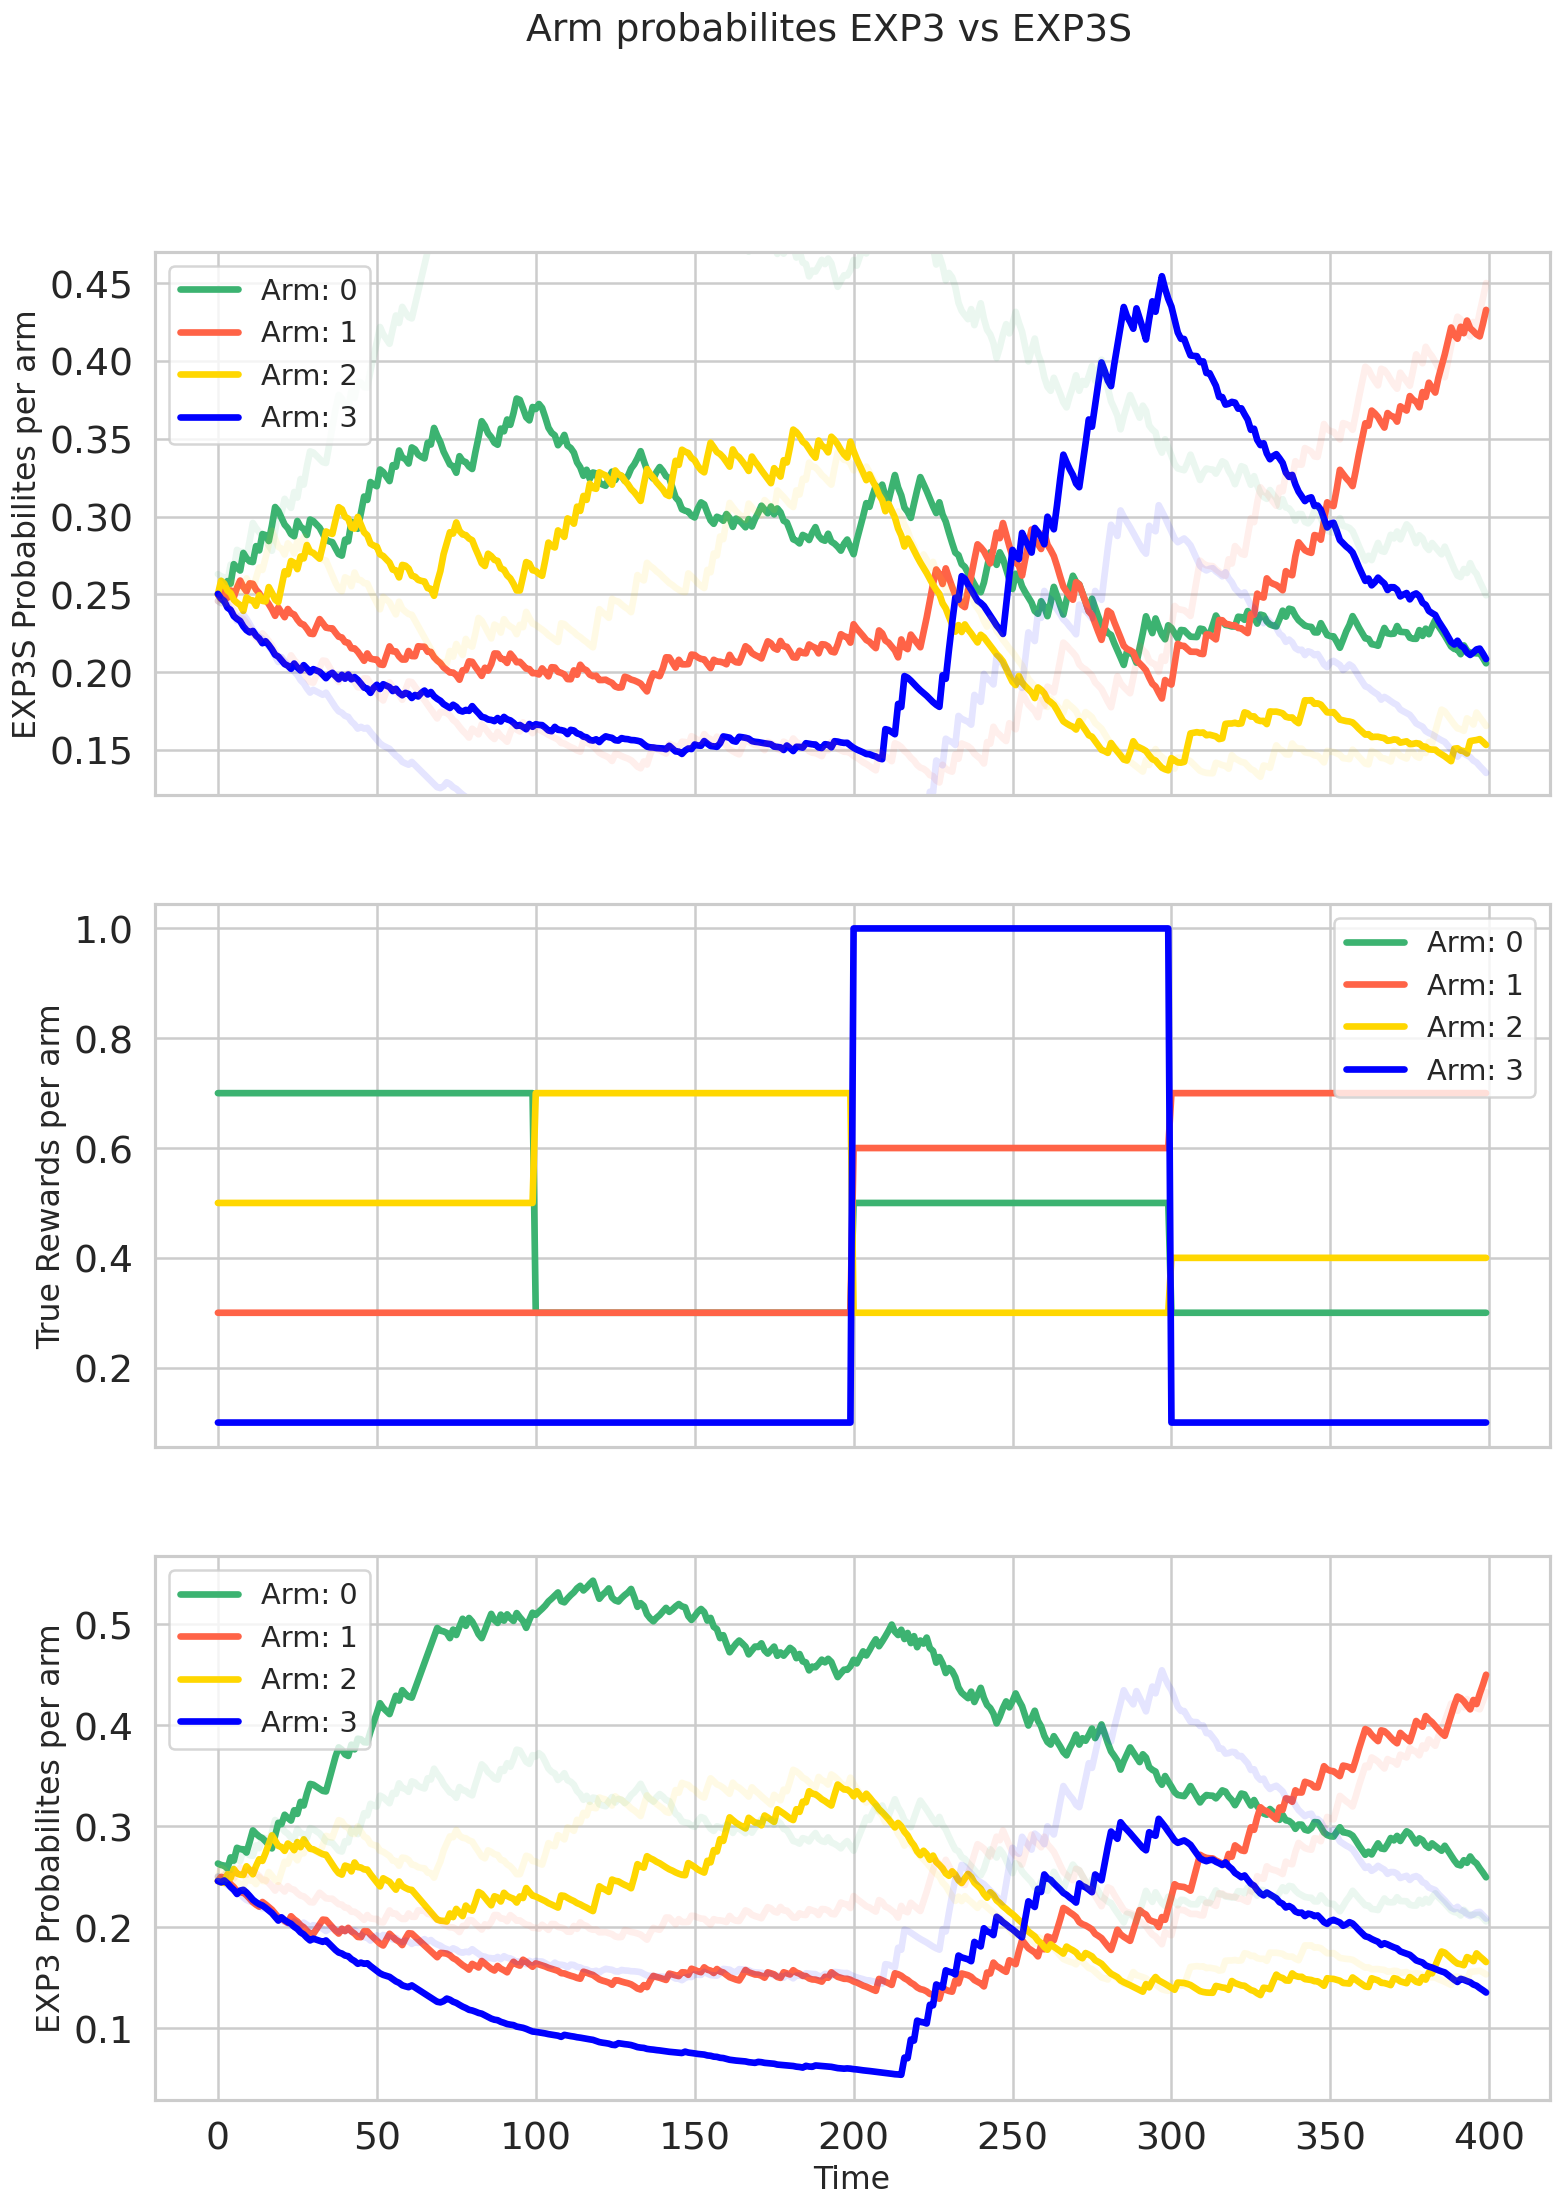 Arm probabilites EXP3 vs EXP3S
EXP3S Probabilites per arm
0.45
0.40
0.35
0.30
0.25
0.20
0.15
Arm: 0
Arm: 1
Arm: 2
Arm: 3
True Rewards per arm
1.0
0.8
0.6
0.4
0.2
Arm: 0
Arm: 1
Arm: 2
Arm: 3
EXP3 Probabilites per arm
0.5
0.4
0.3
0.2
0.1
Arm: 0
Arm: 1
Arm: 2
Arm: 3
0 50 100 150 200 250 300 350 400
Time